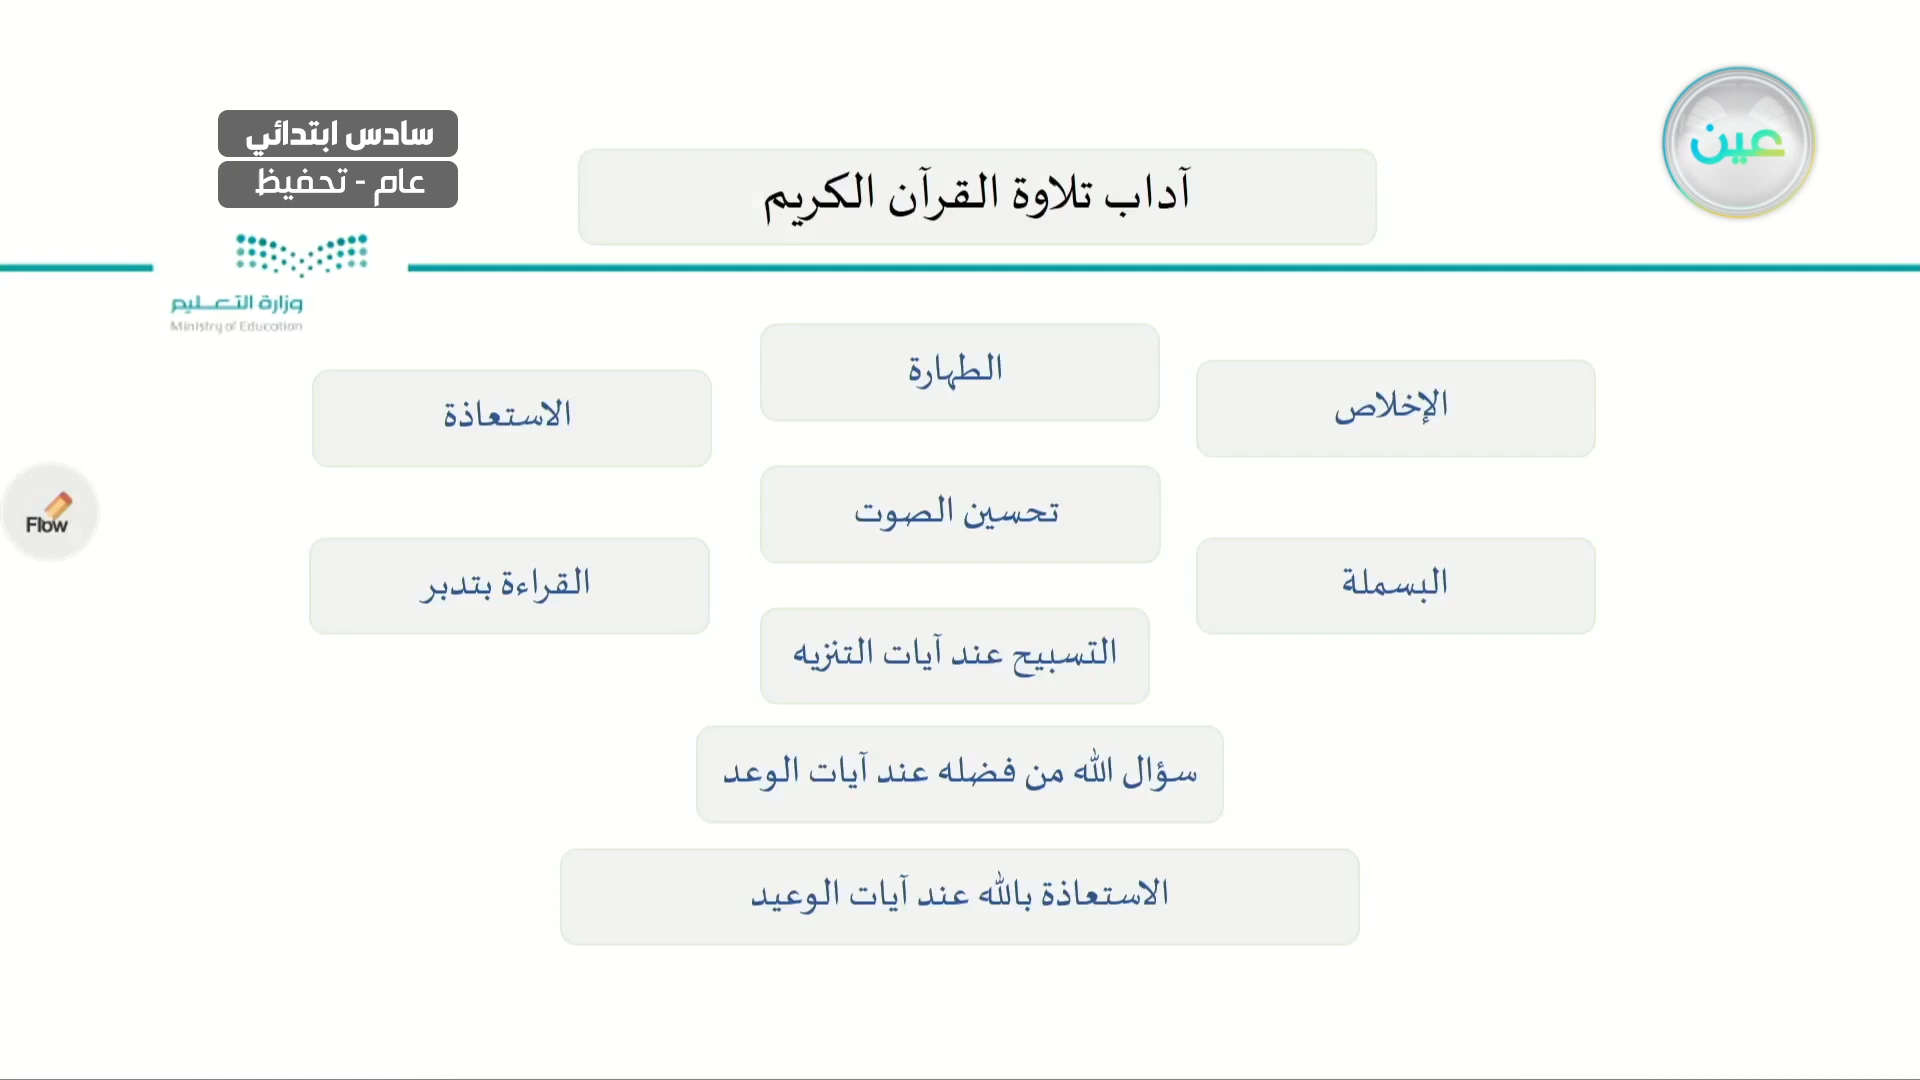 سادس ابتدائي
عام - تحفيظ
عين
آداب تلاوة القرآن الكريم
وزارة التعـــليم
Ministry of Education
الإخلاص
الطهارة
الاستعاذة
تحسين الصوت
البسملة
القراءة بتدبر
التسبيح عند آيات التنزيه
سؤال الله من فضله عند آيات الوعد
الاستعاذة بالله عند آيات الوعيد
Flow